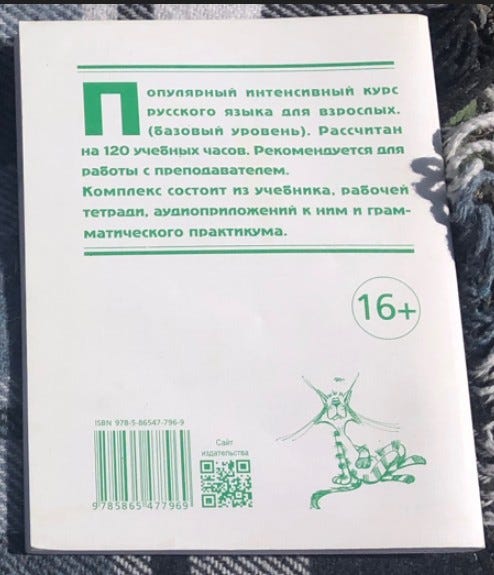 Популярный интенсивный курс
русского языка для взрослых.
(базовый уровень). Рассчитан
на 120 учебных часов. Рекомендуется для
работы с преподавателем.
Комплекс состоит из учебника, рабочей
тетради, аудиоприложений к ним и грам-
матического практикума.
16+
ISBN 978-5-86547-796-9
Сайт
издательства
9785865477969